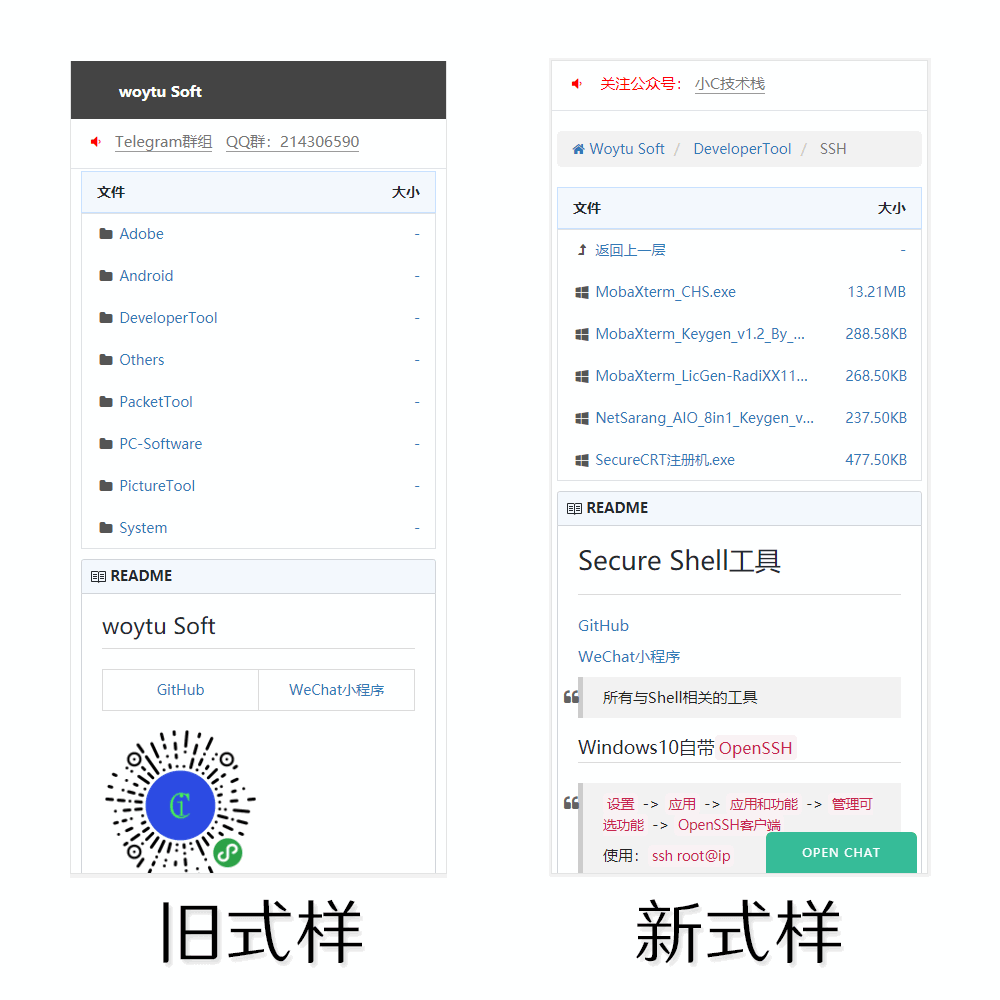 woytu Soft
Telegram群组 QQ群：214306590
文件 大小
Adobe -
Android -
DeveloperTool -
Others -
PacketTool -
PC-Software -
PictureTool -
System -
README
woytu Soft
GitHub WeChat小程序
旧式样
关注公众号： 小C技术栈
Woytu Soft / DeveloperTool / SSH
文件 大小
返回上一层 -
MobaXterm_CHS.exe 13.21MB
MobaXterm_Keygen_v1.2_By_... 288.58KB
MobaXterm_LicGen-RadiXX11... 268.50KB
NetSarang_AIO_8in1_Keygen_v... 237.50KB
SecureCRT注册机.exe 477.50KB
README
Secure Shell工具
GitHub
WeChat小程序
所有与Shell相关的工具
Windows10自带 OpenSSH
设置 -> 应用 -> 应用和功能 -> 管理可
选功能 -> OpenSSH客户端
使用： ssh root@ip
OPEN CHAT
新式样